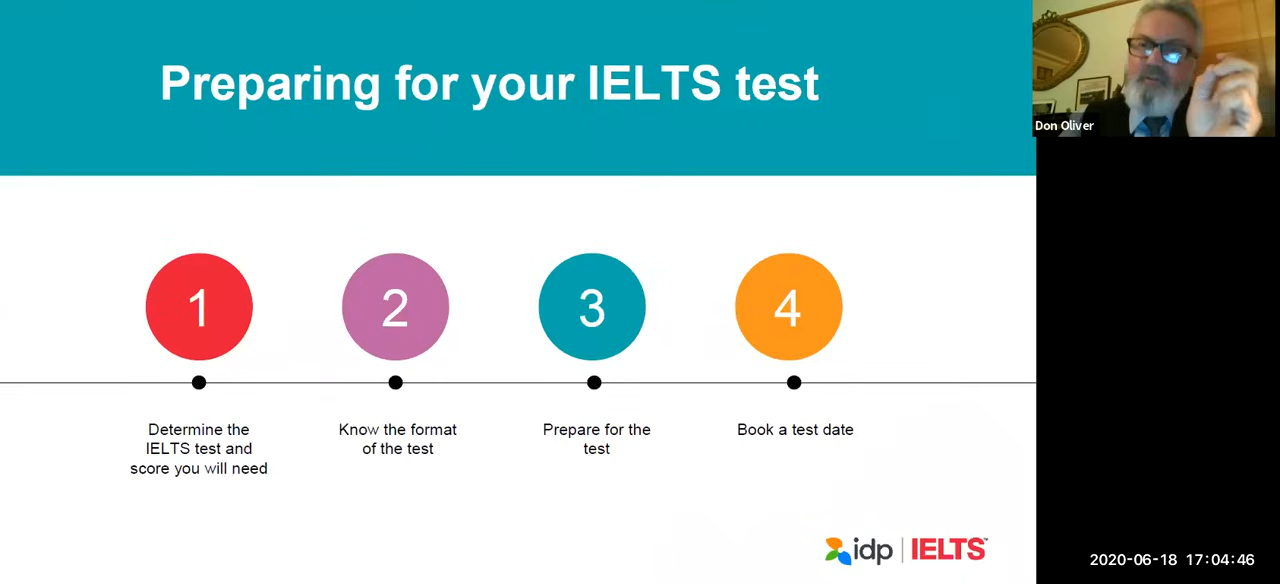 Preparing for your IELTS test
Don Oliver
1
2
3
4
Determine the
IELTS test and
score you will need
Know the format
of the test
Prepare for the
test
Book a test date
idp | IELTS™
2020-06-18 17:04:46